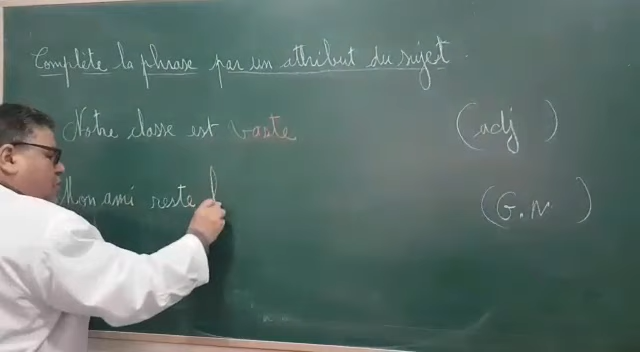 Complète la phrase par un attribut du sujet.
Notre classe est vaste (adj)
Mon ami reste l (G.N)